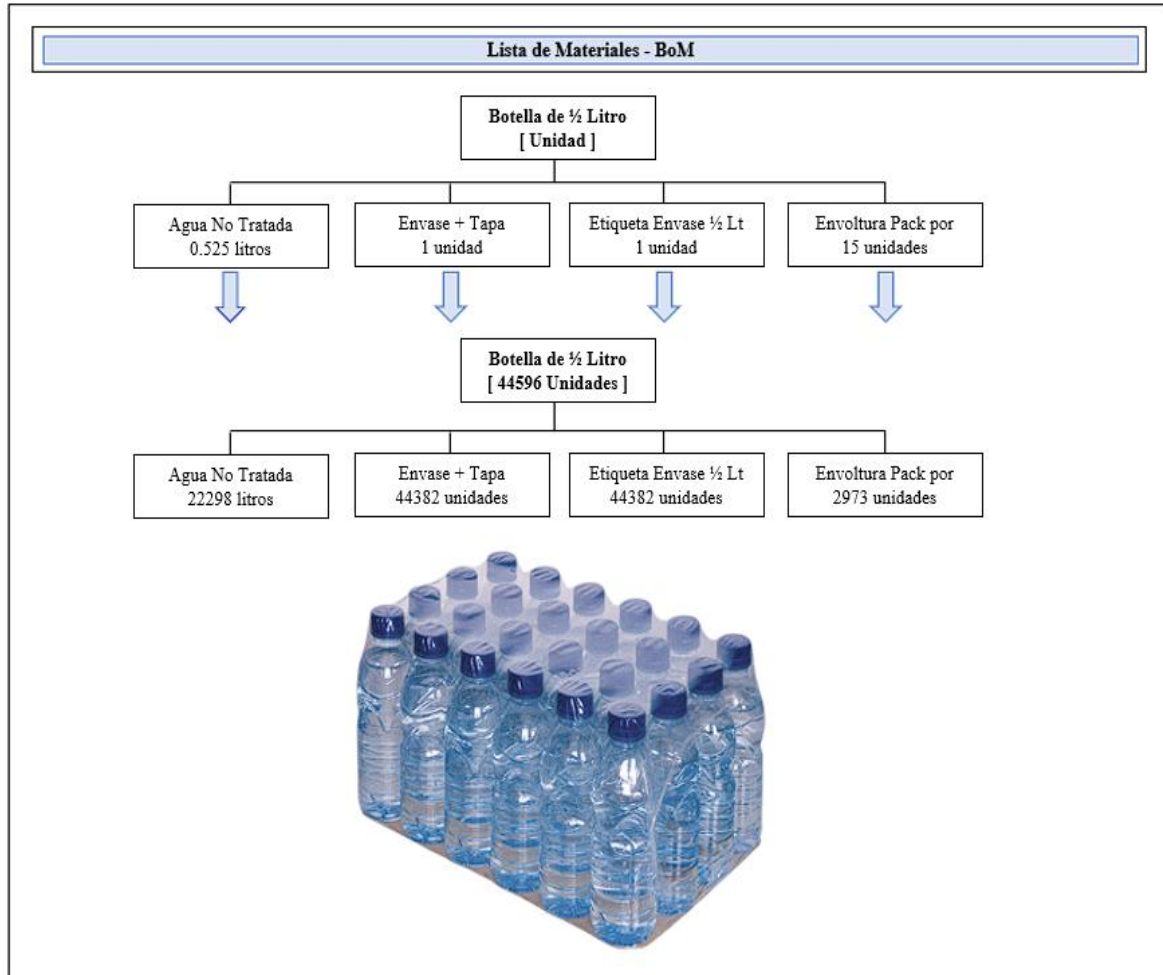 Lista de Materiales - BoM
Botella de ½ Litro
[ Unidad ]
Agua No Tratada
0.525 litros
Envase + Tapa
1 unidad
Etiqueta Envase ½ Lt
1 unidad
Envoltura Pack por
15 unidades
Botella de ½ Litro
[ 44596 Unidades ]
Agua No Tratada
22298 litros
Envase + Tapa
44382 unidades
Etiqueta Envase ½ Lt
44382 unidades
Envoltura Pack por
2973 unidades